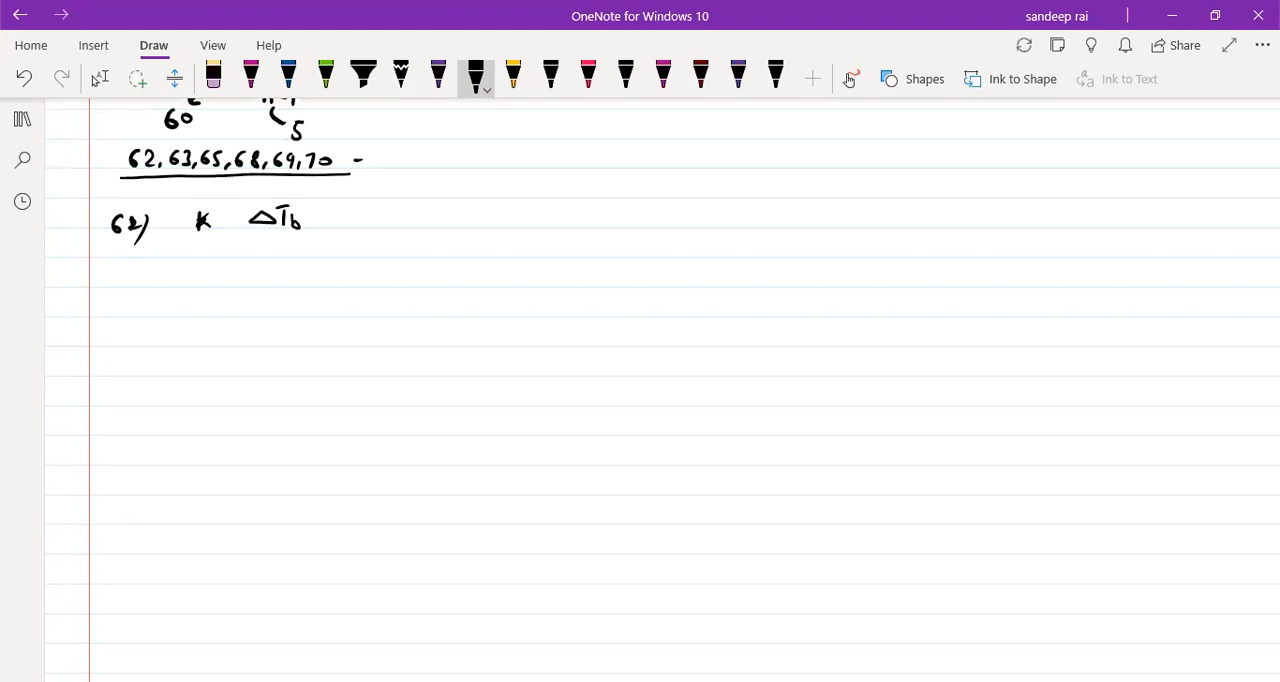 OneNote for Windows 10
sandeep rai
Home Insert Draw View Help
Share
Shapes Ink to Shape Ink to Text
60
5
62, 63, 65, 68, 69, 70 -
62) K ΔTb